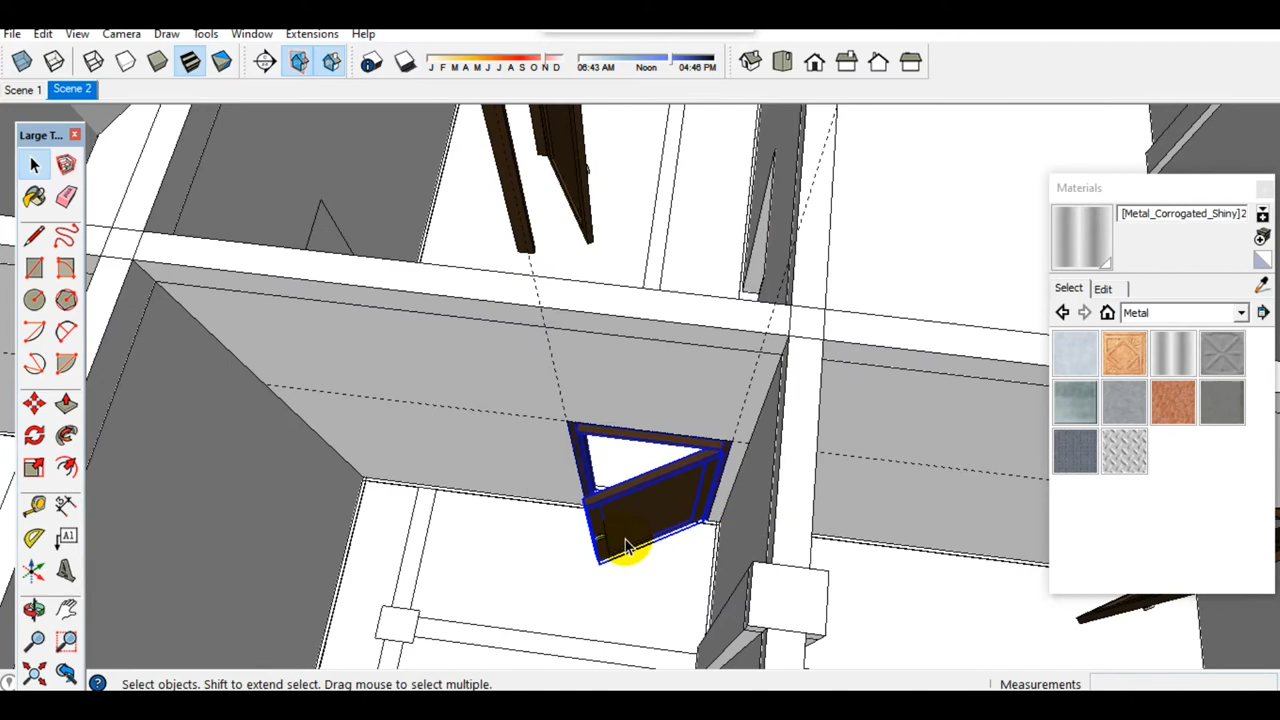 File Edit View Camera Draw Tools Window Extensions Help
J F M A M J J A S O N D 06:43 AM Noon 04:46 PM
Scene 1 Scene 2
Large T...
A1
Materials
[Metal_Corrogated_Shiny]2
Select Edit
Metal
Select objects. Shift to extend select. Drag mouse to select multiple. Measurements